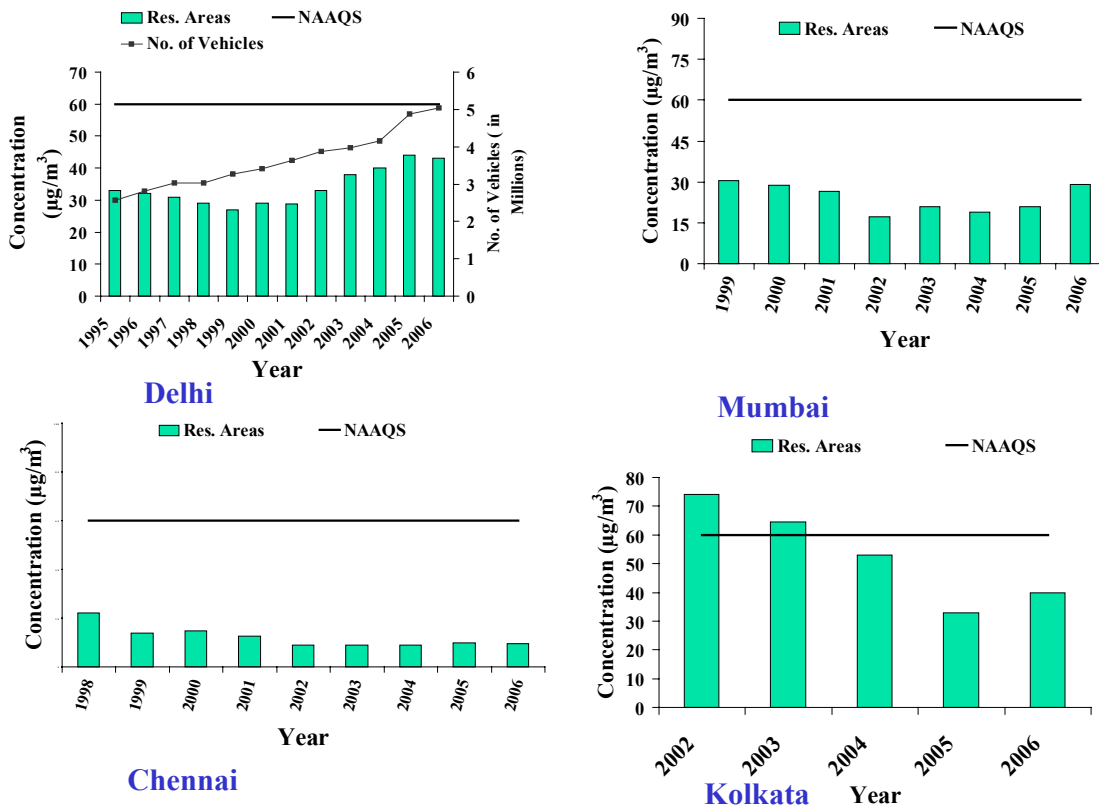 Res. Areas NAAQS
No. of Vehicles
Concentration
(µg/m³)
70
60
50
40
30
20
10
0
6
5
4
3
2
1
0
No. of Vehicles ( in
Millions)
1995 1996 1997 1998 1999 2000 2001 2002 2003 2004 2005 2006
Year
Delhi
Res. Areas NAAQS
Concentration (µg/m³)
90
75
60
45
30
15
0
1999 2000 2001 2002 2003 2004 2005 2006
Year
Mumbai
Res. Areas NAAQS
Concentration (µg/m³)
1998 1999 2000 2001 2002 2003 2004 2005 2006
Year
Chennai
Res. Areas NAAQS
Concentration (µg/m³)
80
70
60
50
40
30
20
10
0
2002 2003 2004 2005 2006
Kolkata Year